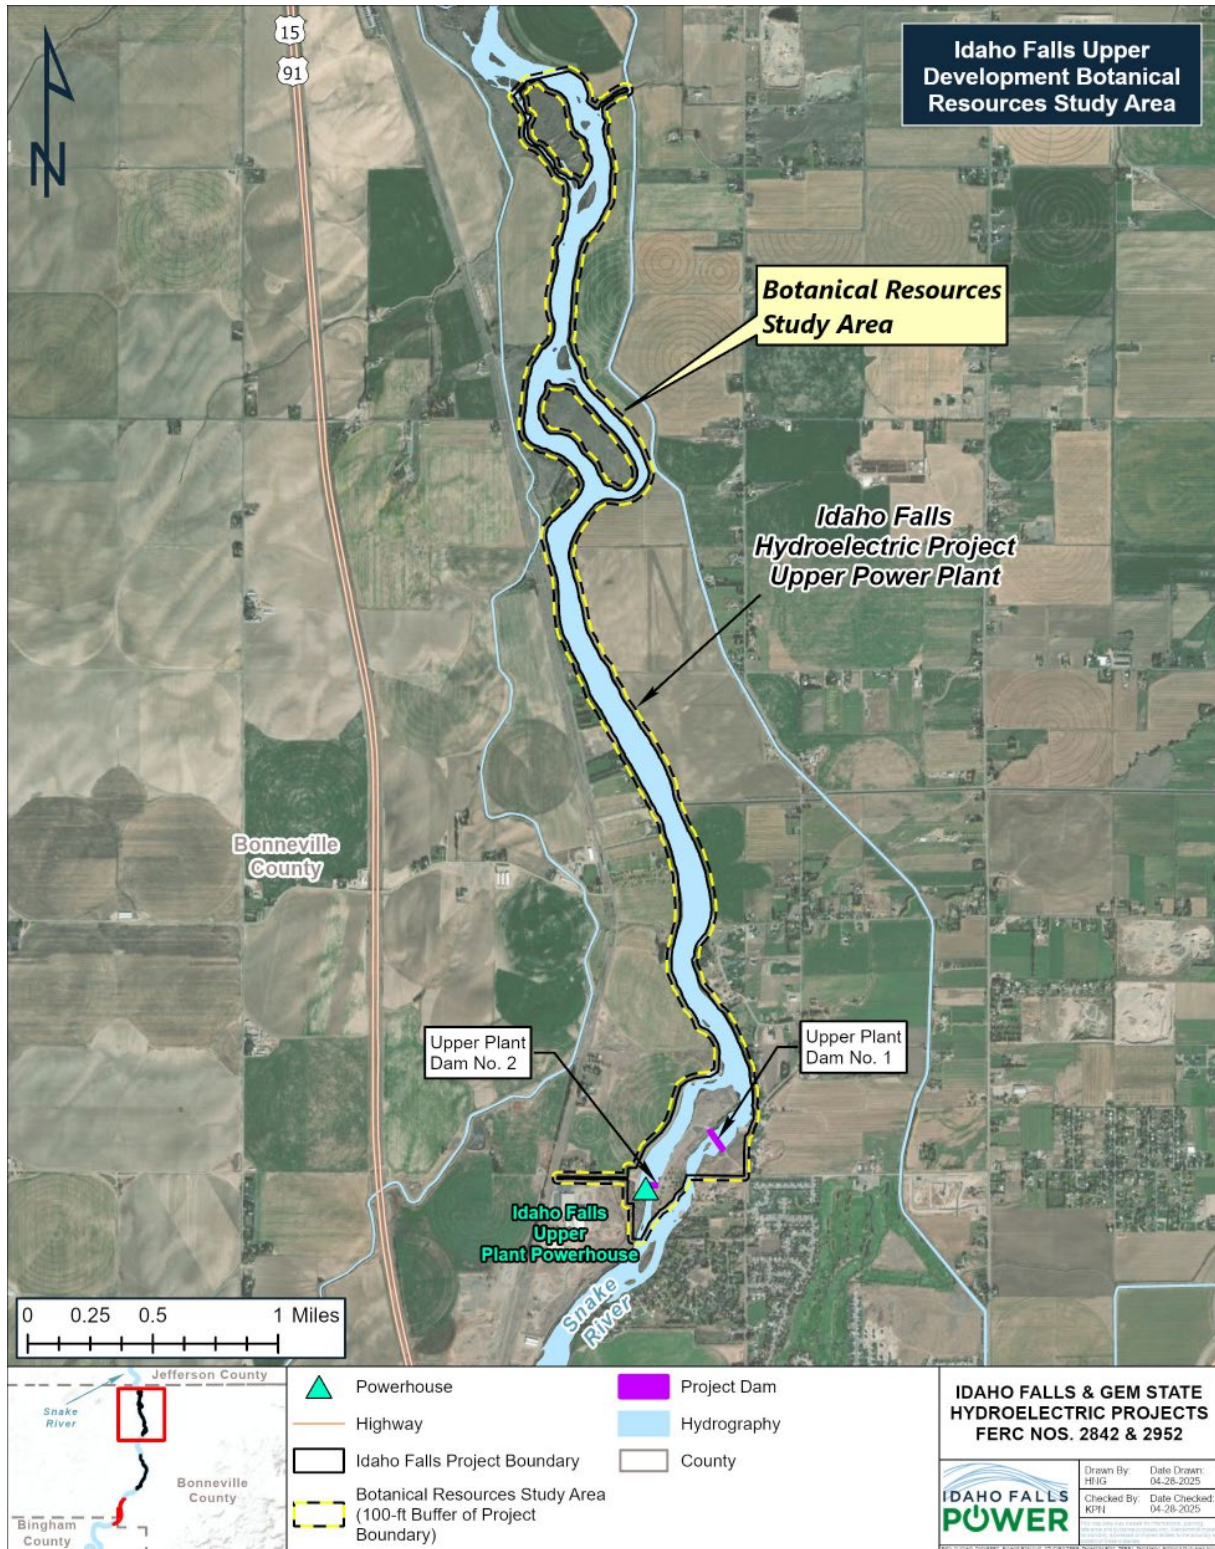 15
91
Idaho Falls Upper
Development Botanical
Resources Study Area
N
Botanical Resources
Study Area
Idaho Falls
Hydroelectric Project
Upper Power Plant
Bonneville
County
Upper Plant
Dam No. 2
Upper Plant
Dam No. 1
Idaho Falls
Upper
Plant Powerhouse
Snake
River
0 0.25 0.5 1 Miles
Jefferson County
Snake
River
Bonneville
County
Bingham
County
Powerhouse
Highway
Idaho Falls Project Boundary
Botanical Resources Study Area
(100-ft Buffer of Project
Boundary)
Project Dam
Hydrography
County
IDAHO FALLS & GEM STATE
HYDROELECTRIC PROJECTS
FERC NOS. 2842 & 2952
IDAHO FALLS
POWER
Drawn By: Date Drawn:
HNG 04-28-2025
Checked By: Date Checked:
KPN 04-28-2025